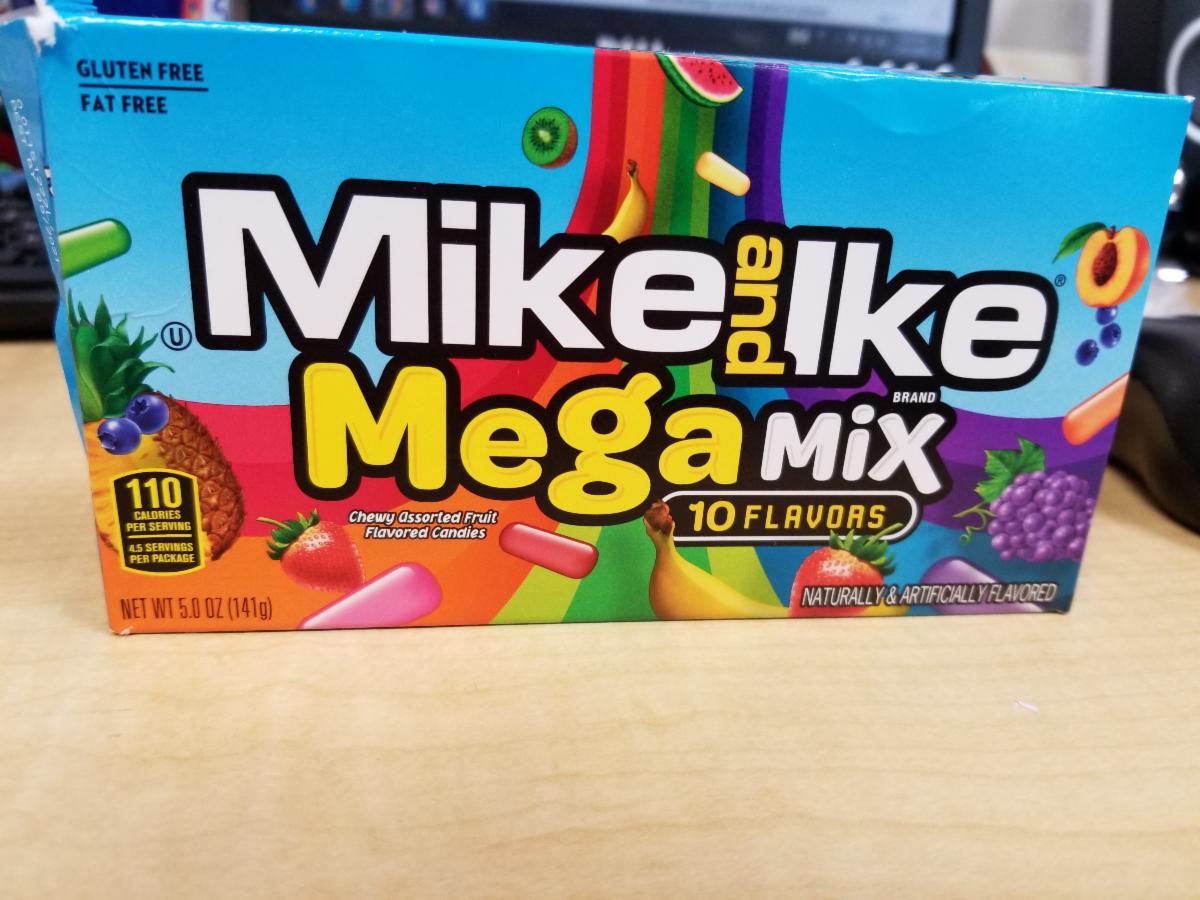 GLUTEN FREE
FAT FREE
Mike and Ike®
BRAND
U
Mega MiX
10 FLAVORS
Chewy Assorted Fruit
Flavored Candies
110
CALORIES
PER SERVING
4.5 SERVINGS
PER PACKAGE
NET WT 5.0 OZ (141g)
NATURALLY & ARTIFICIALLY FLAVORED